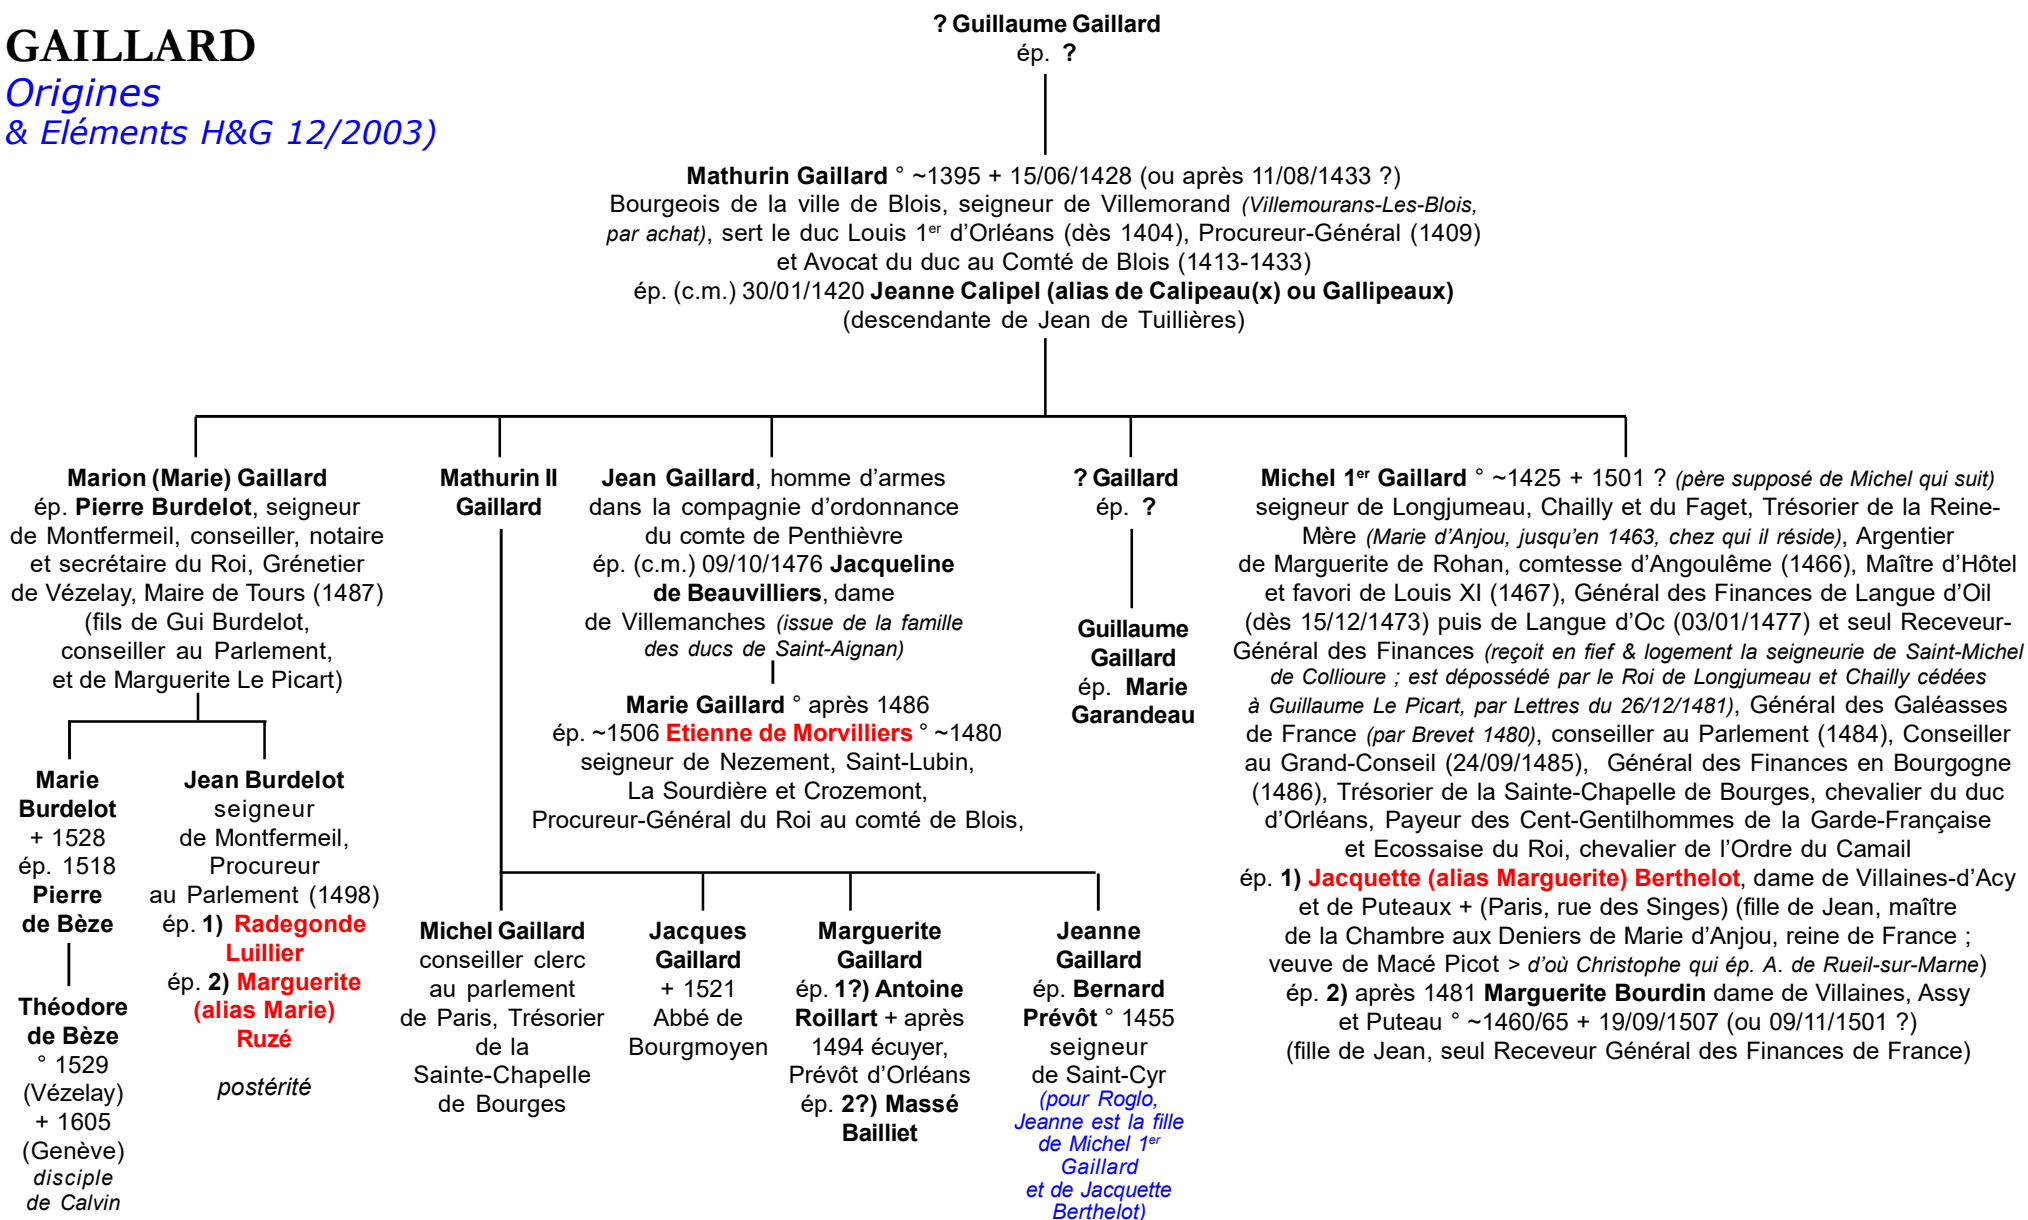 GAILLARD
Origines
& Eléments H&G 12/2003)
? Guillaume Gaillard
ép. ?
Mathurin Gaillard ° ~1395 + 15/06/1428 (ou après 11/08/1433 ?)
Bourgeois de la ville de Blois, seigneur de Villemorand (Villemourans-Les-Blois,
par achat), sert le duc Louis 1er d’Orléans (dès 1404), Procureur-Général (1409)
et Avocat du duc au Comté de Blois (1413-1433)
ép. (c.m.) 30/01/1420 Jeanne Calipel (alias de Calipeau(x) ou Gallipeaux)
(descendante de Jean de Tuillières)
Marion (Marie) Gaillard
ép. Pierre Burdelot, seigneur
de Montfermeil, conseiller, notaire
et secrétaire du Roi, Grénetier
de Vézelay, Maire de Tours (1487)
(fils de Gui Burdelot,
conseiller au Parlement,
et de Marguerite Le Picart)
Marie
Burdelot
+ 1528
ép. 1518
Pierre
de Bèze
Théodore
de Bèze
° 1529
(Vézelay)
+ 1605
(Genève)
disciple
de Calvin
Jean Burdelot
seigneur
de Montfermeil,
Procureur
au Parlement (1498)
ép. 1) Radegonde
Luillier
ép. 2) Marguerite
(alias Marie)
Ruzé
postérité
Mathurin II
Gaillard
Michel Gaillard
conseiller clerc
au parlement
de Paris, Trésorier
de la
Sainte-Chapelle
de Bourges
Jacques
Gaillard
+ 1521
Abbé de
Bourgmoyen
Marguerite
Gaillard
ép. 1?) Antoine
Roillart + après
1494 écuyer,
Prévôt d’Orléans
ép. 2?) Massé
Bailliet
Jeanne
Gaillard
ép. Bernard
Prévôt ° 1455
seigneur
de Saint-Cyr
(pour Roglo,
Jeanne est la fille
de Michel 1er
Gaillard
et de Jacquette
Berthelot)
Jean Gaillard, homme d’armes
dans la compagnie d’ordonnance
du comte de Penthièvre
ép. (c.m.) 09/10/1476 Jacqueline
de Beauvilliers, dame
de Villemanches (issue de la famille
des ducs de Saint-Aignan)
Marie Gaillard ° après 1486
ép. ~1506 Etienne de Morvilliers ° ~1480
seigneur de Nezement, Saint-Lubin,
La Sourdière et Crozemont,
Procureur-Général du Roi au comté de Blois,
? Gaillard
ép. ?
Guillaume
Gaillard
ép. Marie
Garandeau
Michel 1er Gaillard ° ~1425 + 1501 ? (père supposé de Michel qui suit)
seigneur de Longjumeau, Chailly et du Faget, Trésorier de la Reine-
Mère (Marie d’Anjou, jusqu’en 1463, chez qui il réside), Argentier
de Marguerite de Rohan, comtesse d’Angoulême (1466), Maître d’Hôtel
et favori de Louis XI (1467), Général des Finances de Langue d’Oil
(dès 15/12/1473) puis de Langue d’Oc (03/01/1477) et seul Receveur-
Général des Finances (reçoit en fief & logement la seigneurie de Saint-Michel
de Collioure ; est dépossédé par le Roi de Longjumeau et Chailly cédées
à Guillaume Le Picart, par Lettres du 26/12/1481), Général des Galéasses
de France (par Brevet 1480), conseiller au Parlement (1484), Conseiller
au Grand-Conseil (24/09/1485), Général des Finances en Bourgogne
(1486), Trésorier de la Sainte-Chapelle de Bourges, chevalier du duc
d’Orléans, Payeur des Cent-Gentilhommes de la Garde-Française
et Ecossaise du Roi, chevalier de l’Ordre du Camail
ép. 1) Jacquette (alias Marguerite) Berthelot, dame de Villaines-d’Acy
et de Puteaux + (Paris, rue des Singes) (fille de Jean, maître
de la Chambre aux Deniers de Marie d’Anjou, reine de France ;
veuve de Macé Picot > d’où Christophe qui ép. A. de Rueil-sur-Marne)
ép. 2) après 1481 Marguerite Bourdin dame de Villaines, Assy
et Puteau ° ~1460/65 + 19/09/1507 (ou 09/11/1501 ?)
(fille de Jean, seul Receveur Général des Finances de France)